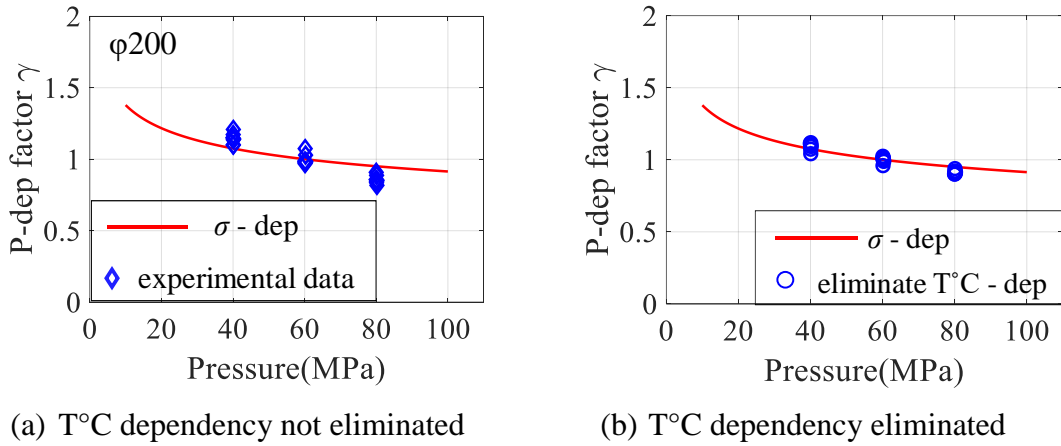 2
1.5
1
0.5
0
P-dep factor γ
φ200
σ - dep
experimental data
0 20 40 60 80 100
Pressure(MPa)
(a) T°C dependency not eliminated
2
1.5
1
0.5
0
P-dep factor γ
σ - dep
eliminate T°C - dep
0 20 40 60 80 100
Pressure(MPa)
(b) T°C dependency eliminated